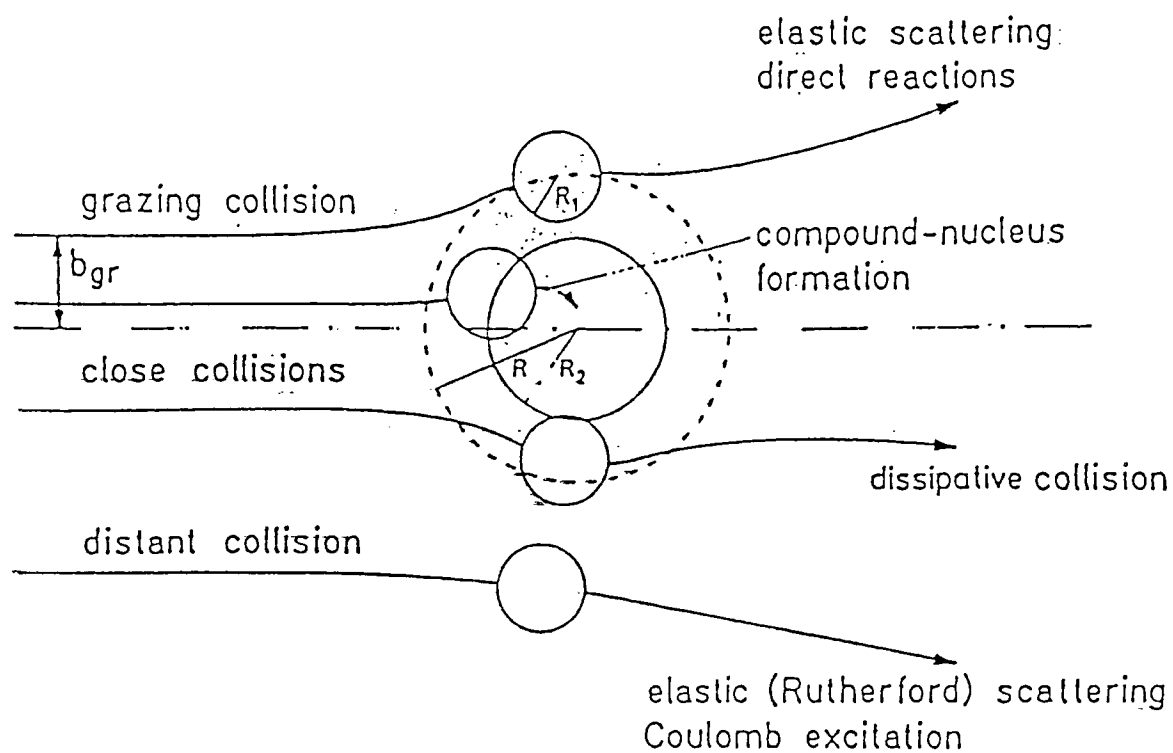 elastic scattering:
direct reactions
grazing collision
R₁
b_gr
compound-nucleus
formation
R
R₂
close collisions
dissipative collision
distant collision
elastic (Rutherford) scattering
Coulomb excitation